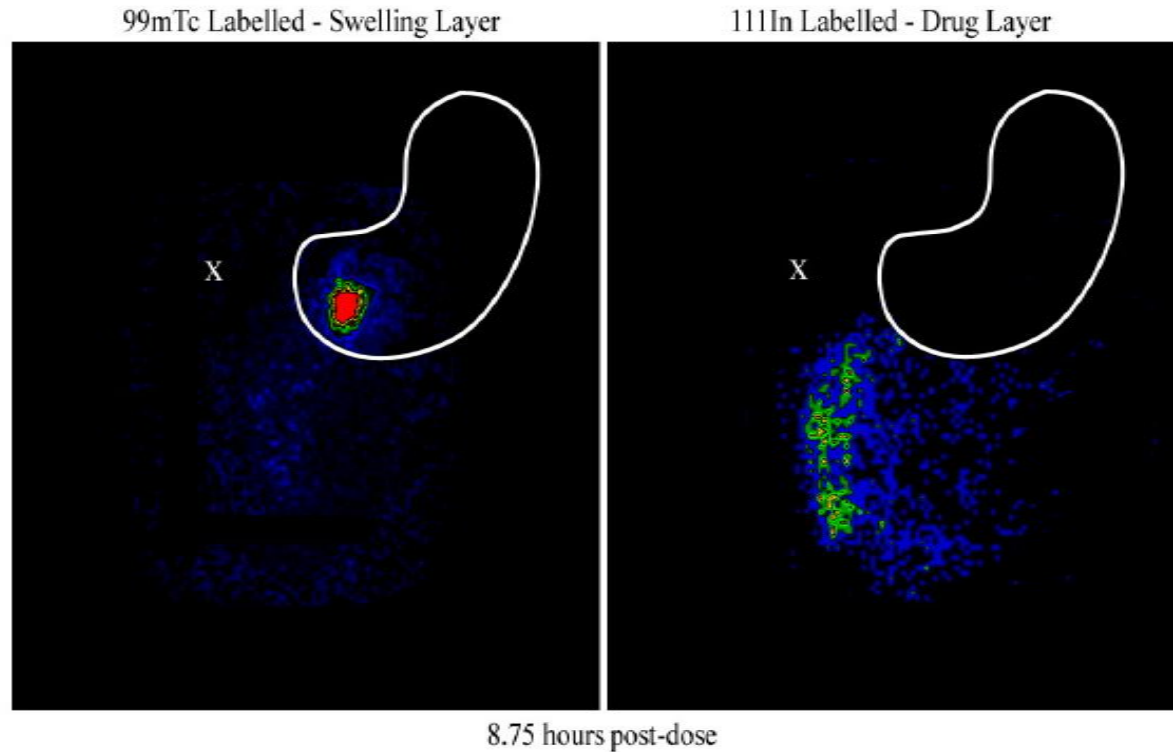 99mTc Labelled - Swelling Layer
111In Labelled - Drug Layer
X
X
8.75 hours post-dose